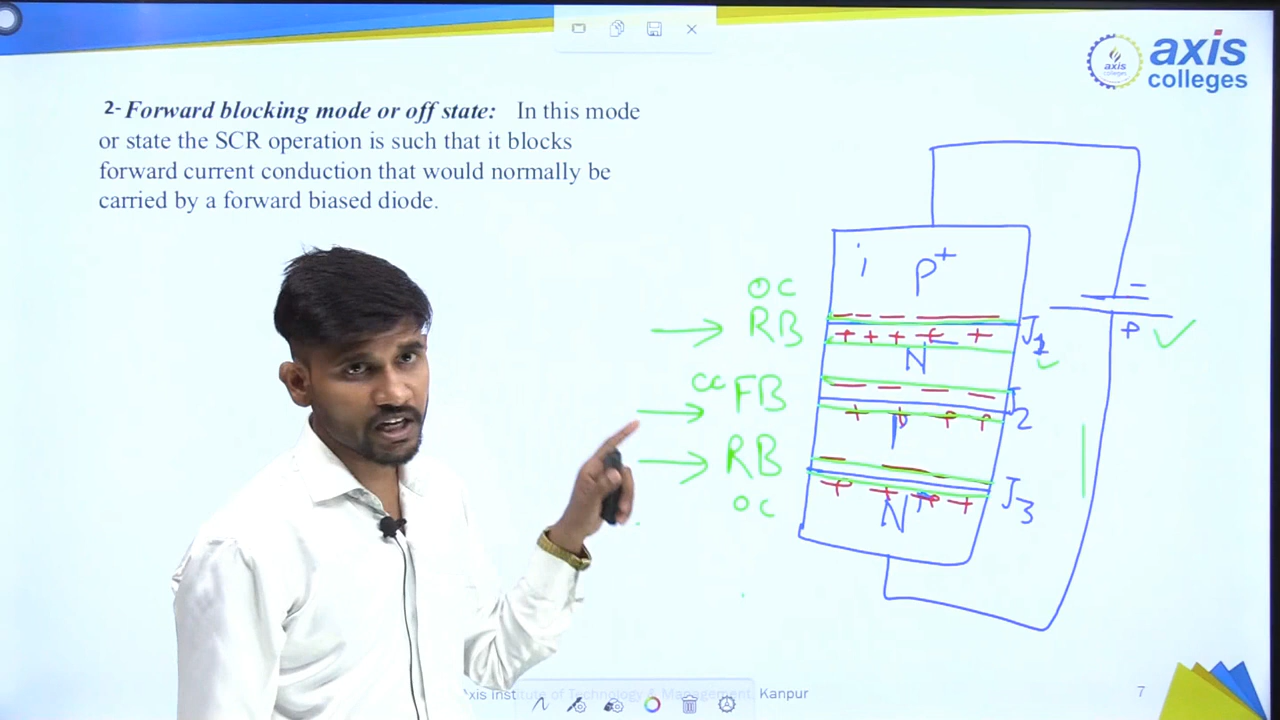 axis
axis
colleges
2- Forward blocking mode or off state: In this mode
or state the SCR operation is such that it blocks
forward current conduction that would normally be
carried by a forward biased diode.
i P+
OC
RB
J1
+ + + + +
N
P
CC FB
J2
+ + +
RB
J3
+ + + +
N+
OC
Axis Institute of Technology & Management, Kanpur
7